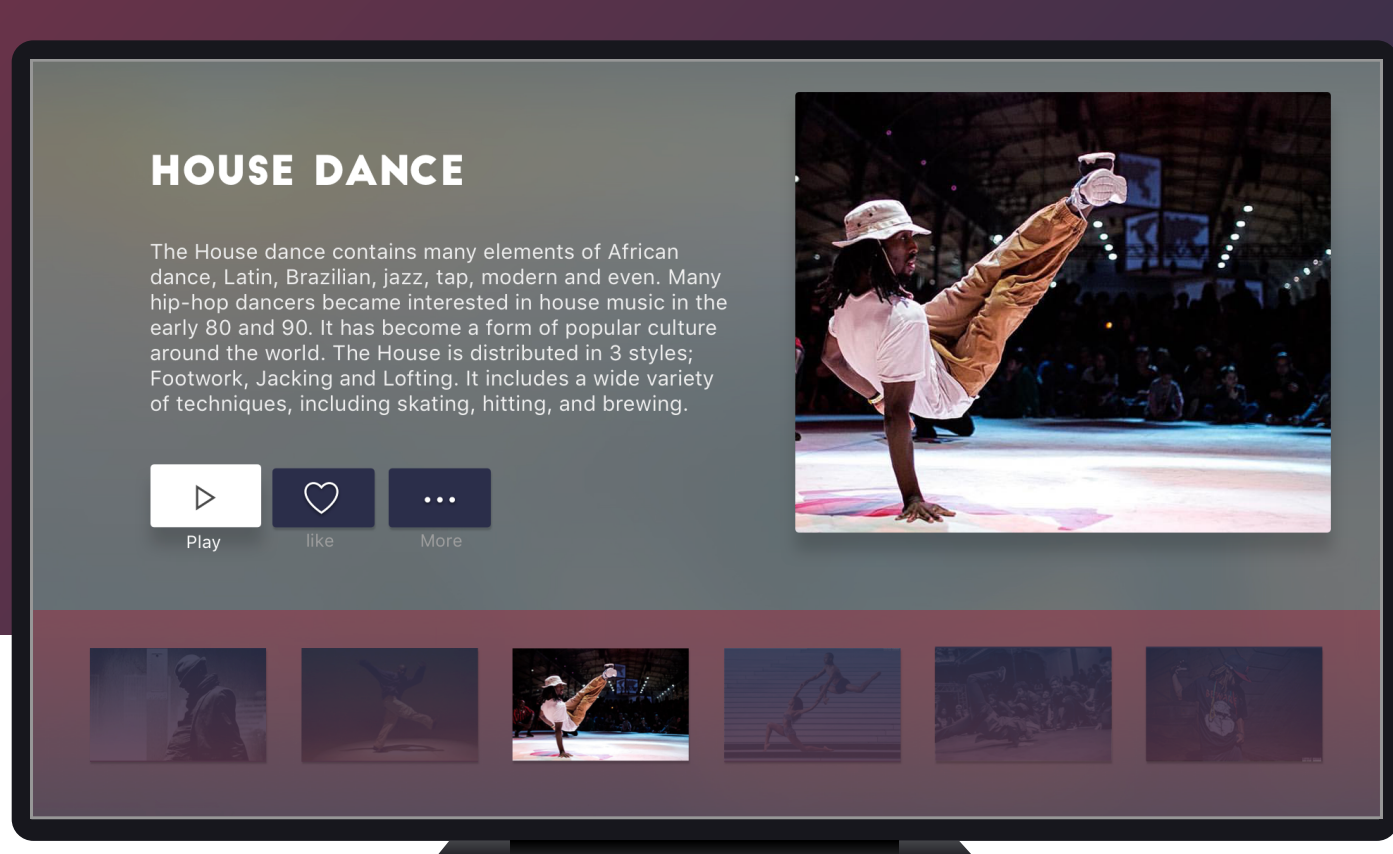 HOUSE DANCE
The House dance contains many elements of African
dance, Latin, Brazilian, jazz, tap, modern and even. Many
hip-hop dancers became interested in house music in the
early 80 and 90. It has become a form of popular culture
around the world. The House is distributed in 3 styles;
Footwork, Jacking and Lofting. It includes a wide variety
of techniques, including skating, hitting, and brewing.
Play like More